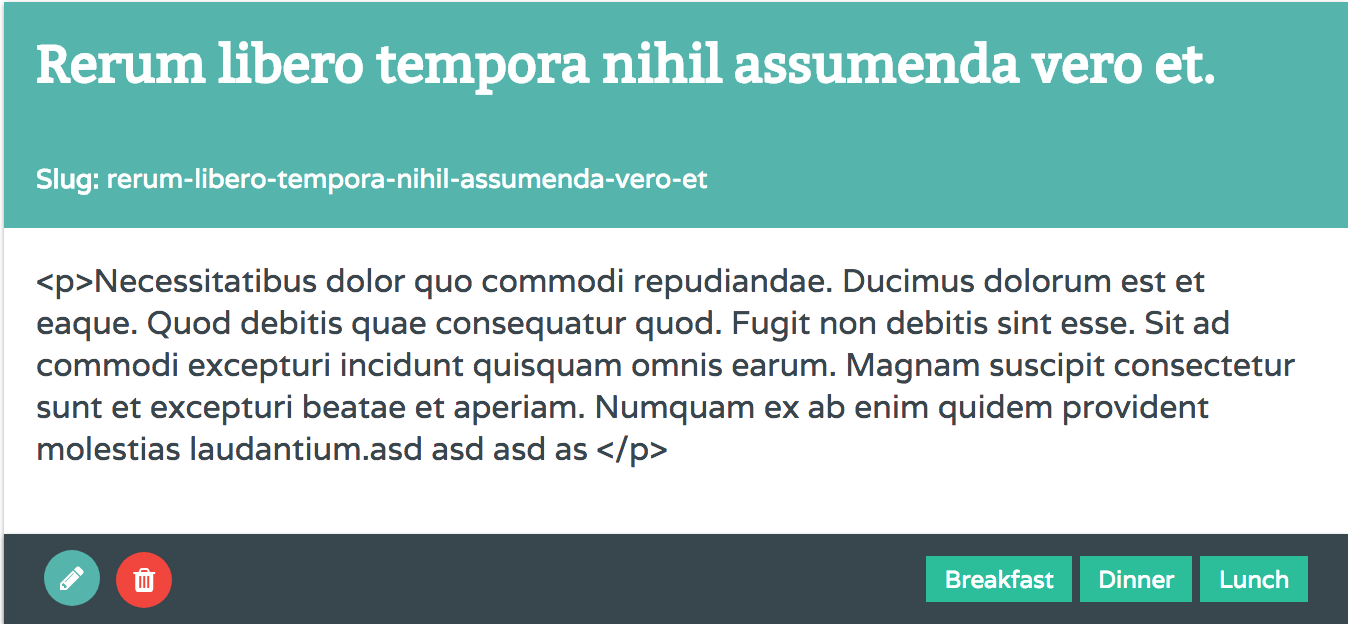 Rerum libero tempora nihil assumenda vero et.
Slug: rerum-libero-tempora-nihil-assumenda-vero-et
<p>Necessitatibus dolor quo commodi repudiandae. Ducimus dolorum est et
eaque. Quod debitis quae consequatur quod. Fugit non debitis sint esse. Sit ad
commodi excepturi incidunt quisquam omnis earum. Magnam suscipit consectetur
sunt et excepturi beatae et aperiam. Numquam ex ab enim quidem provident
molestias laudantium.asd asd asd as </p>
Breakfast Dinner Lunch